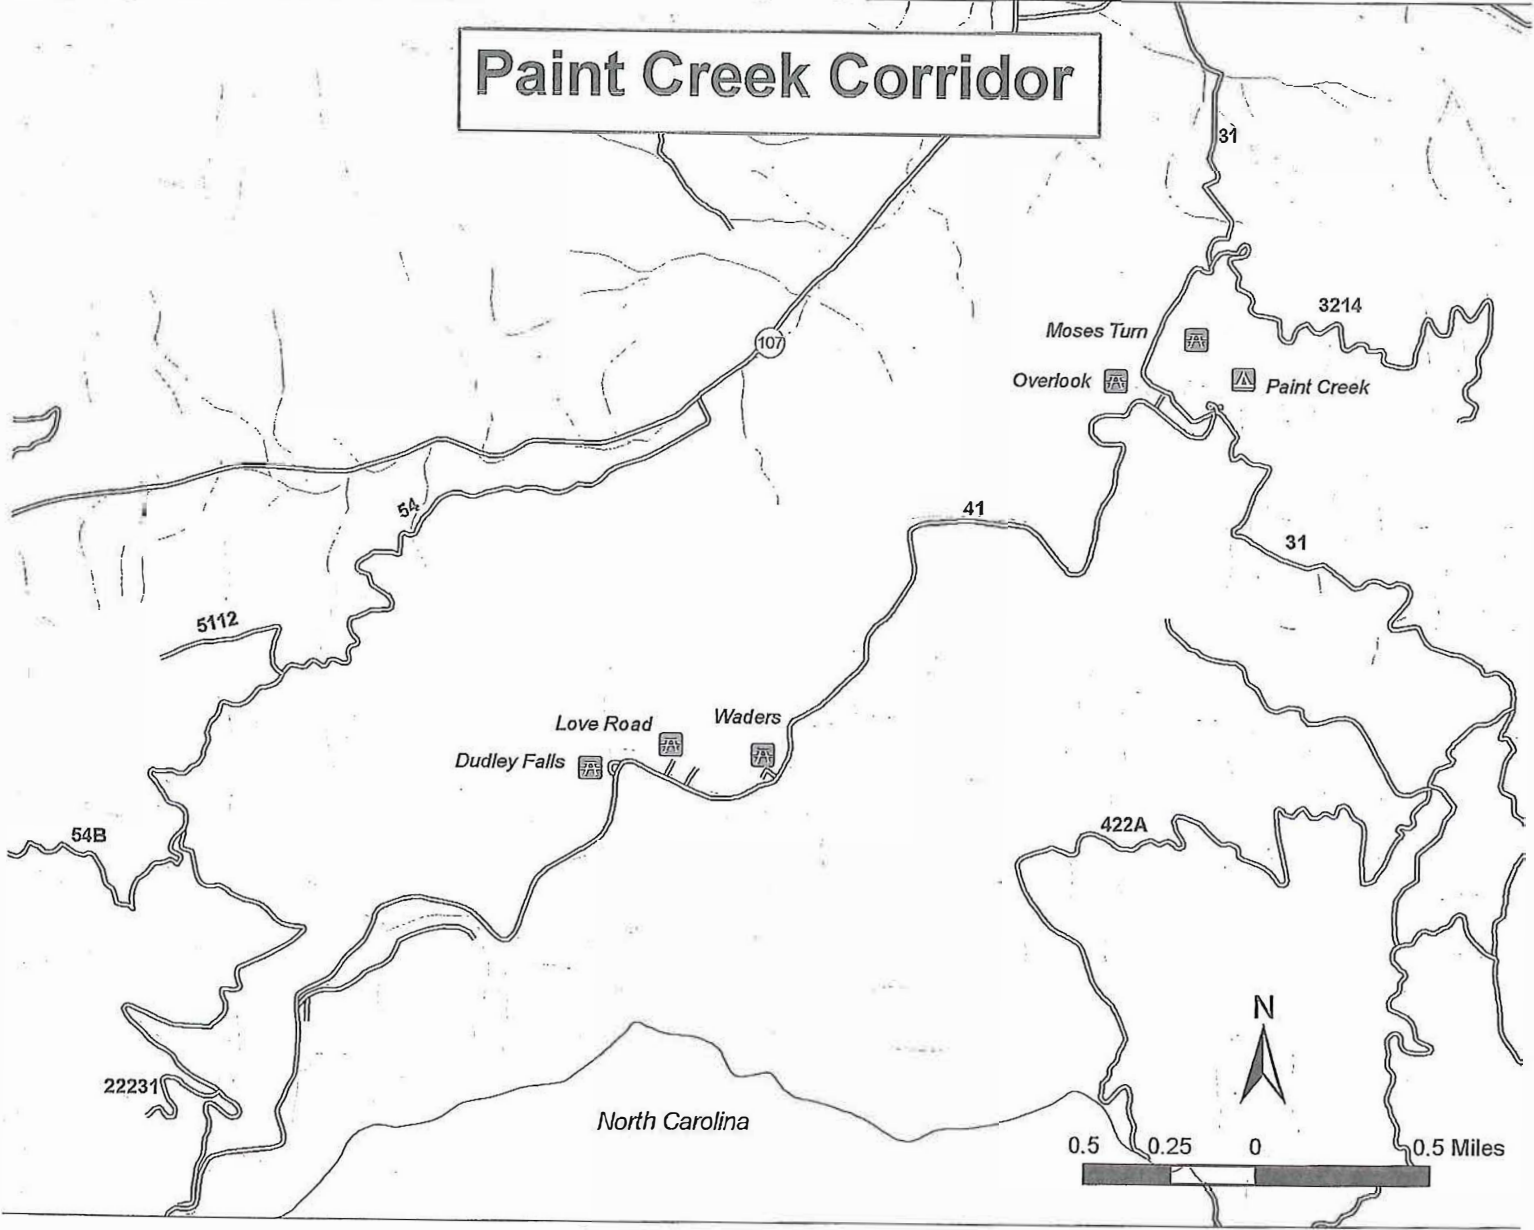 Paint Creek Corridor
31
3214
Moses Turn
107
Overlook
Paint Creek
54
41
31
5112
Love Road
Waders
Dudley Falls
54B
422A
N
22231
North Carolina
0.5 0.25 0 0.5 Miles